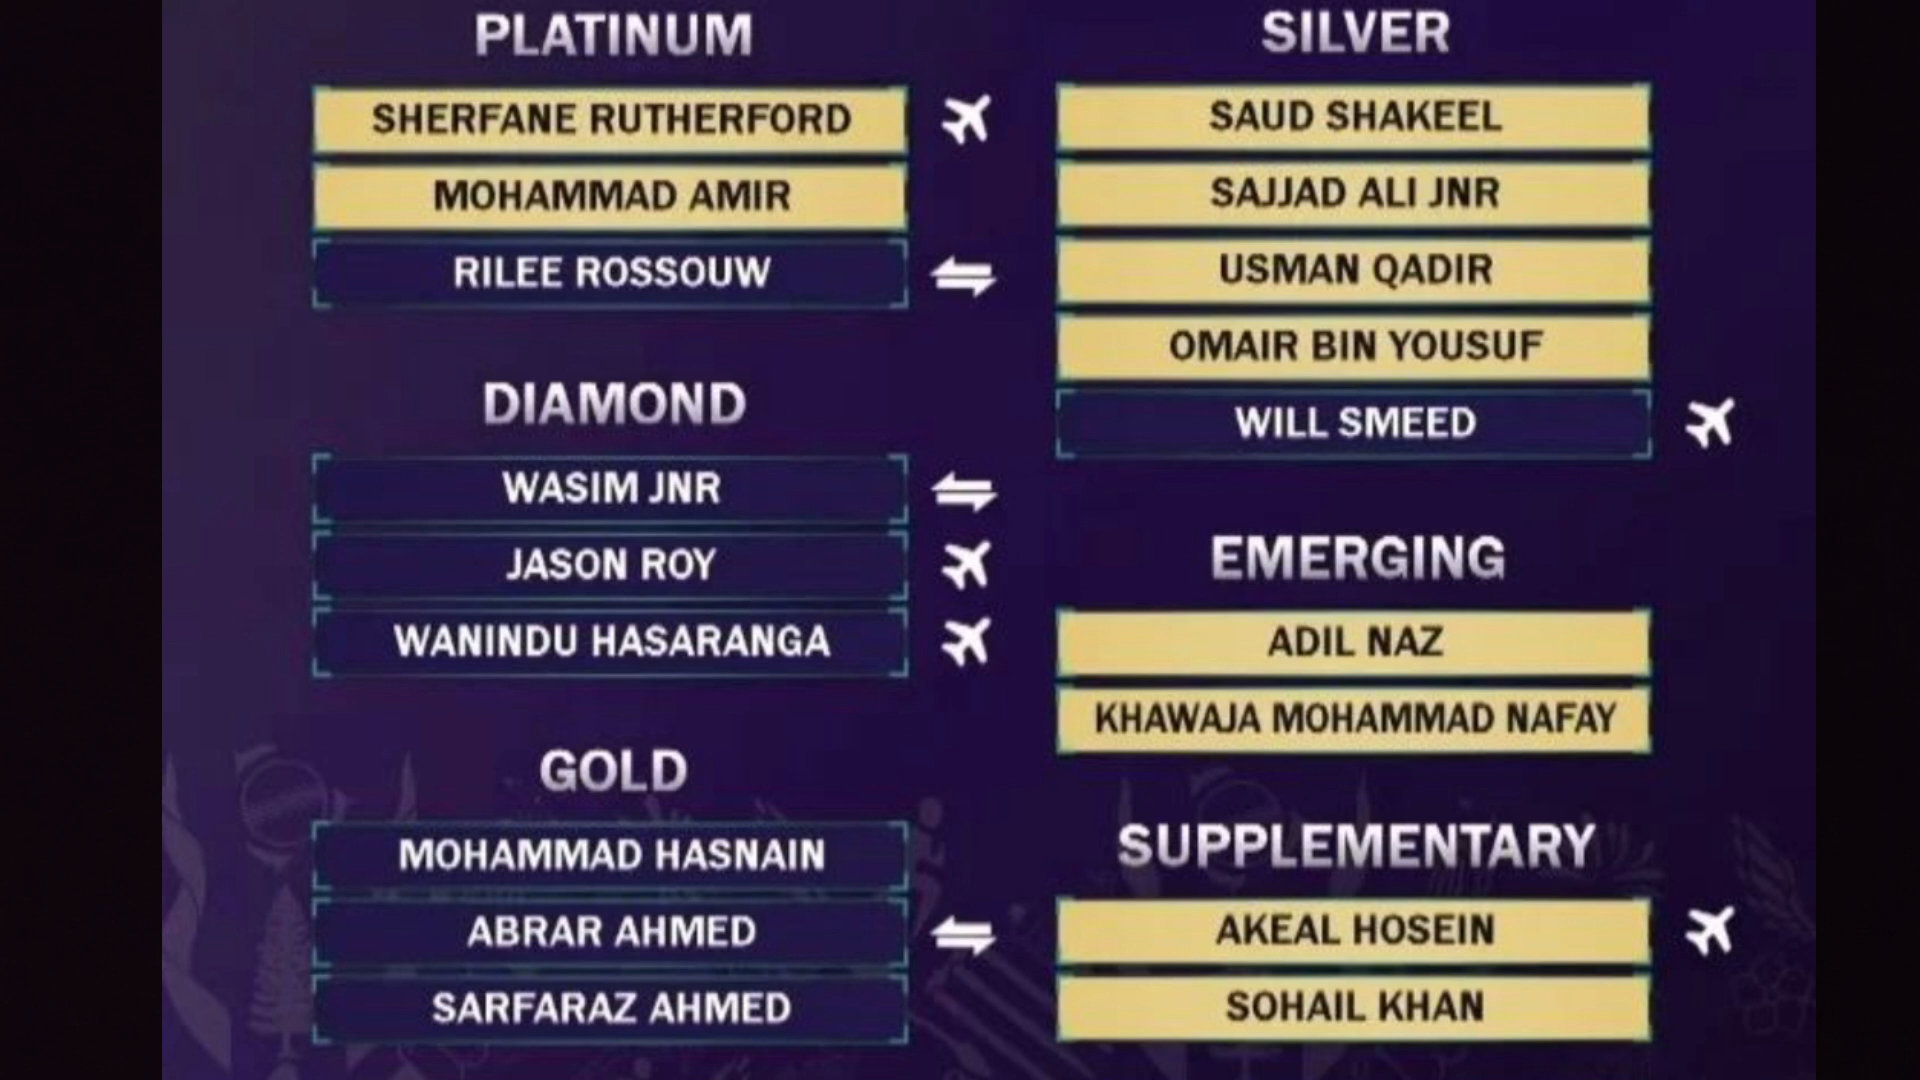 PLATINUM
SHERFANE RUTHERFORD
MOHAMMAD AMIR
RILEE ROSSOUW
DIAMOND
WASIM JNR
JASON ROY
WANINDU HASARANGA
GOLD
MOHAMMAD HASNAIN
ABRAR AHMED
SARFARAZ AHMED
SILVER
SAUD SHAKEEL
SAJJAD ALI JNR
USMAN QADIR
OMAIR BIN YOUSUF
WILL SMEED
EMERGING
ADIL NAZ
KHAWAJA MOHAMMAD NAFAY
SUPPLEMENTARY
AKEAL HOSEIN
SOHAIL KHAN